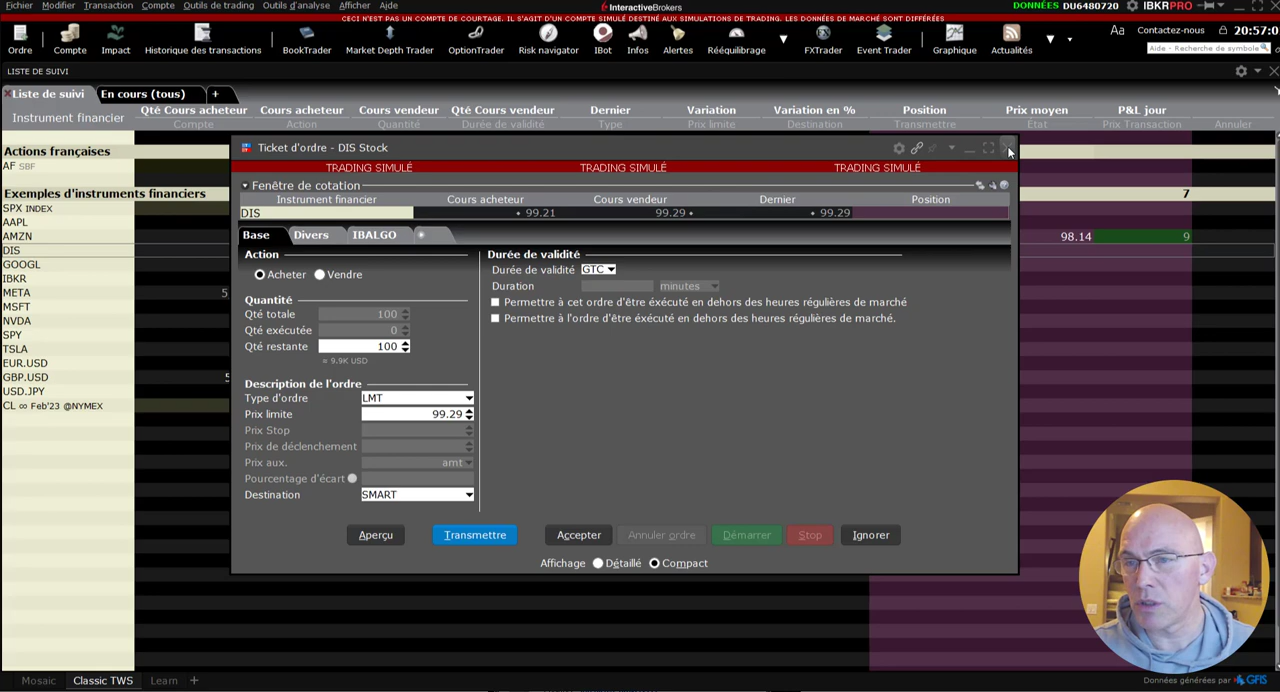 Fichier Modifier Transaction Compte Outils de trading Outils d'analyse Afficher Aide
InteractiveBrokers
DONNÉES DU6480720 IBKRPRO
CECI N'EST PAS UN COMPTE DE COURTAGE. IL S'AGIT D'UN COMPTE SIMULÉ DESTINÉ AUX SIMULATIONS DE TRADING. LES DONNÉES DE MARCHÉ SONT DIFFÉRÉES
Aa Contactez-nous 20:57:0
Aide - Recherche de symbole
Ordre Compte Impact Historique des transactions BookTrader Market Depth Trader OptionTrader Risk navigator IBot Infos Alertes Rééquilibrage FXTrader Event Trader Graphique Actualités
LISTE DE SUIVI
Liste de suivi En cours (tous) +
Instrument financier
Qté Cours acheteur Cours acheteur Cours vendeur Qté Cours vendeur Dernier Variation Variation en % Position Prix moyen P&L jour
Compte Action Quantité Durée de validité Type Prix limite Destination Transmettre État Prix Transaction Annuler
Actions françaises
AF SBF
Exemples d'instruments financiers 7
SPX INDEX
AAPL
AMZN 98.14 9
DIS
GOOGL
IBKR
META 5
MSFT
NVDA
SPY
TSLA
EUR.USD
GBP.USD 5
USD.JPY
CL ∞ Feb'23 @NYMEX
Ticket d'ordre - DIS Stock
TRADING SIMULÉ TRADING SIMULÉ TRADING SIMULÉ
Fenêtre de cotation
Instrument financier Cours acheteur Cours vendeur Dernier Position
DIS • 99.21 99.29 • • 99.29
Base Divers IBALGO
Action
Acheter Vendre
Quantité
Qté totale 100
Qté exécutée 0
Qté restante 100
≈ 9.9K USD
Description de l'ordre
Type d'ordre LMT
Prix limite 99.29
Prix Stop
Prix de déclenchement
Prix aux. amt
Pourcentage d'écart
Destination SMART
Durée de validité
Durée de validité GTC
Duration minutes
Permettre à cet ordre d'être éxécuté en dehors des heures régulières de marché
Permettre à l'ordre d'être éxécuté en dehors des heures régulières de marché.
Aperçu Transmettre Accepter Annuler ordre Démarrer Stop Ignorer
Affichage Détaillé Compact
Mosaic Classic TWS Learn +
Données générées par GFIS